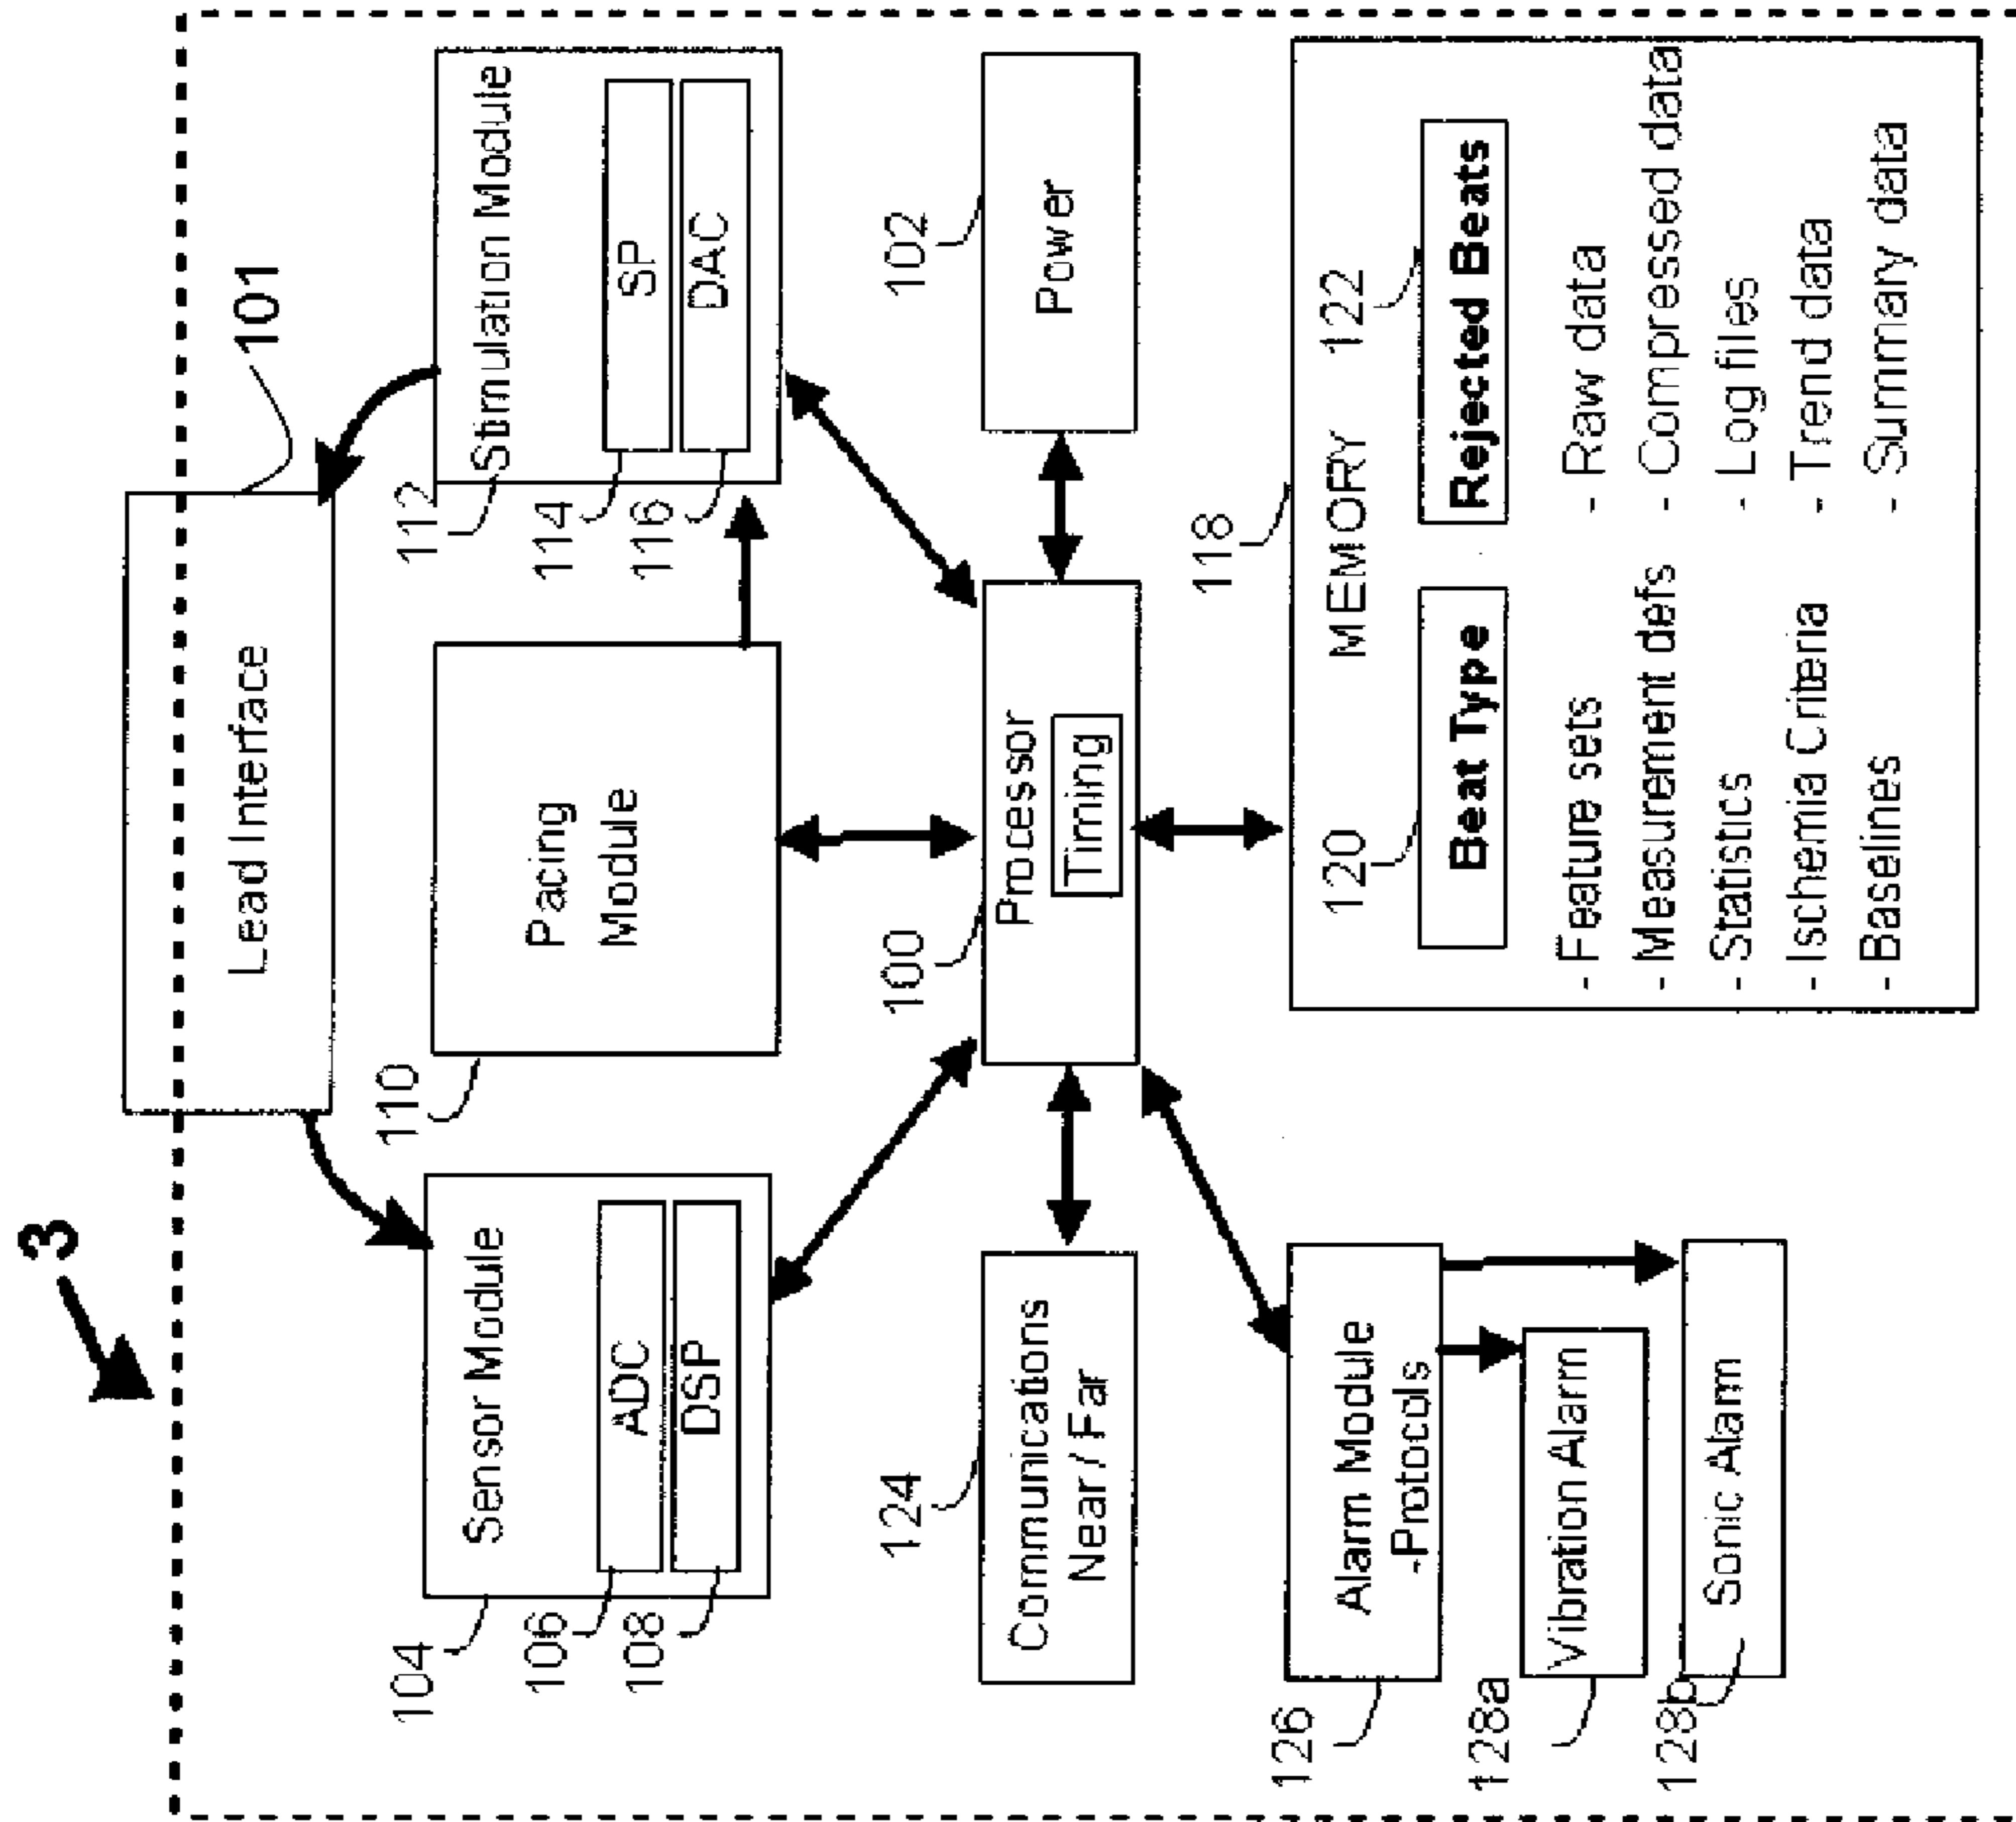 3
Lead Interface
101
104
Sensor Module
106
ADC
108
DSP
110
Pacing
Module
112
Stimulation Module
114
SP
116
DAC
124
Communications
Near / Far
100
Processor
Timing
102
Power
126
Alarm Module
-Protocols
128a
Vibration Alarm
128b
Sonic Alarm
118
MEMORY
120
Beat Type
122
Rejected Beats
- Feature sets
- Measurement defs
- Statistics
- Ischemia Criteria
- Baselines
- Raw data
- Compressed data
- Log files
- Trend data
- Summary data